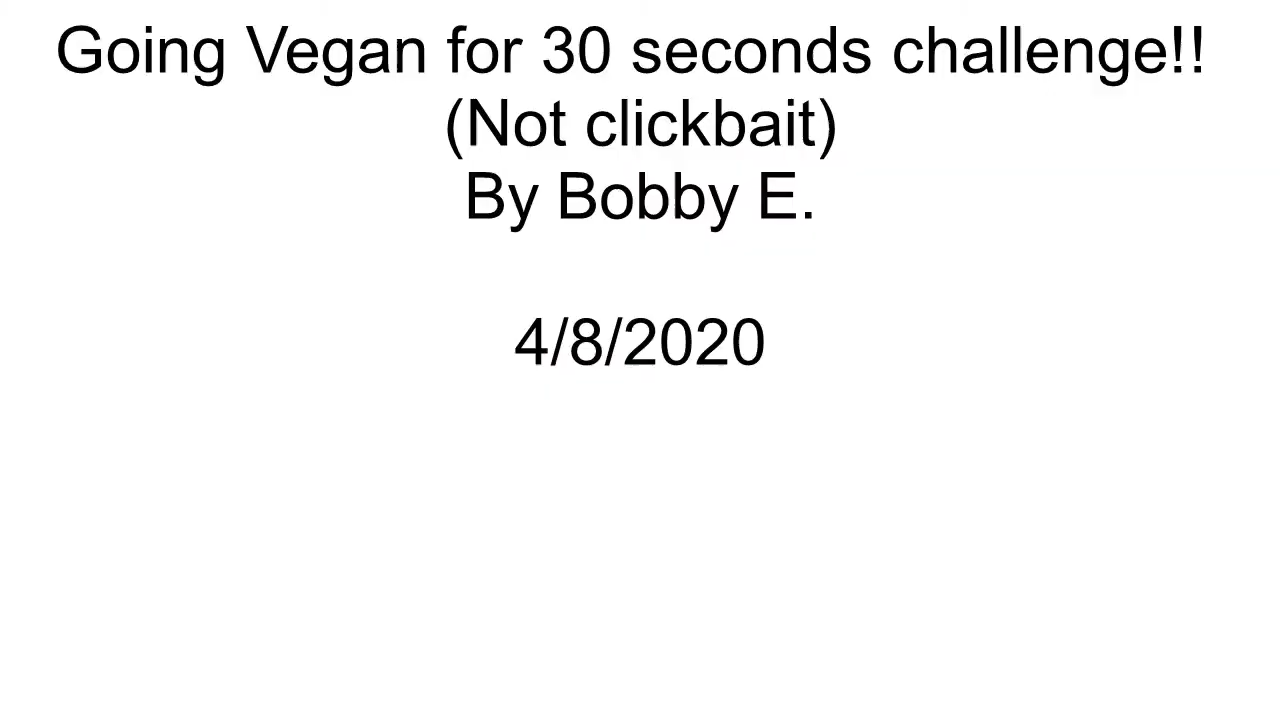 Going Vegan for 30 seconds challenge!!
(Not clickbait)
By Bobby E.
4/8/2020